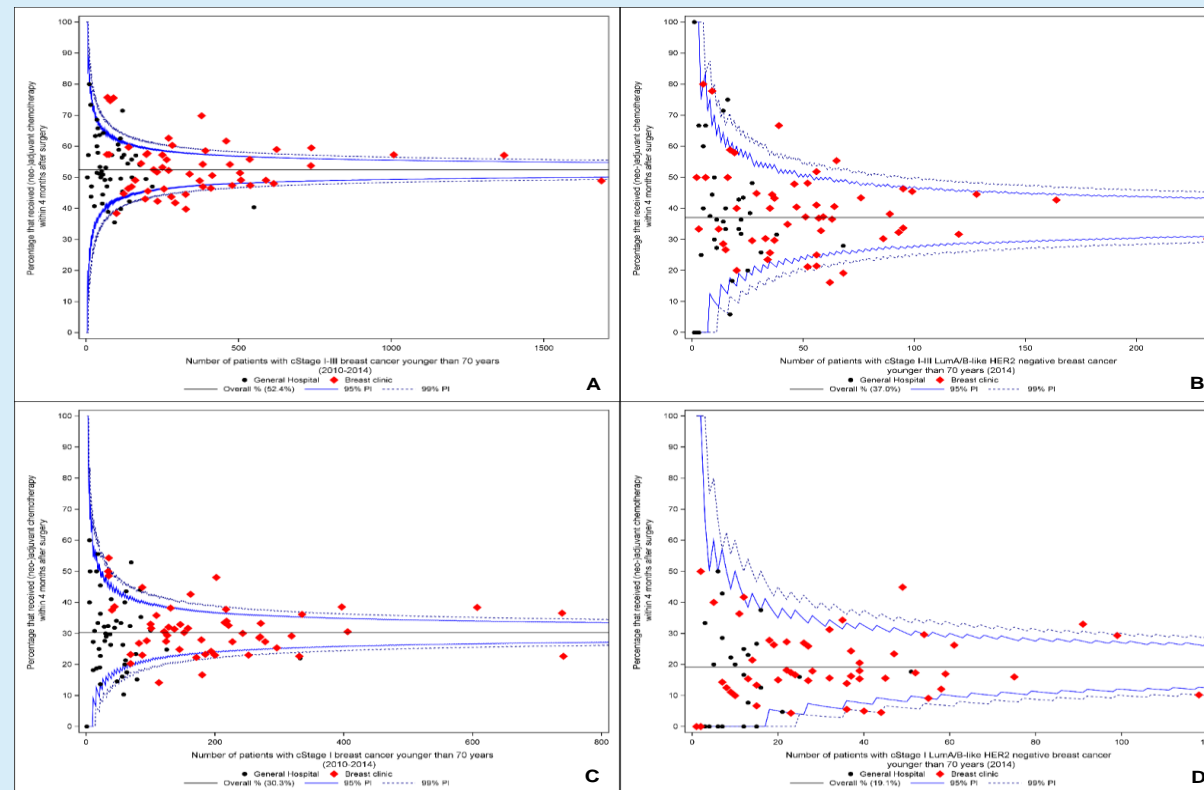 100
90
80
70
60
50
40
30
20
10
0
Percentage that received (neo-)adjuvant chemotherapy
within 4 months after surgery
0 500 1000 1500
Number of patients with cStage I-III breast cancer younger than 70 years
(2010-2014)
General Hospital Breast clinic
Overall % (52.4%) 95% PI 99% PI
A
100
90
80
70
60
50
40
30
20
10
0
Percentage that received (neo-)adjuvant chemotherapy
within 4 months after surgery
0 50 100 150 200
Number of patients with cStage I-III LumA/B-like HER2 negative breast cancer
younger than 70 years (2014)
General Hospital Breast clinic
Overall % (37.0%) 95% PI 99% PI
B
100
90
80
70
60
50
40
30
20
10
0
Percentage that received (neo-)adjuvant chemotherapy
within 4 months after surgery
0 200 400 600 800
Number of patients with cStage I breast cancer younger than 70 years
(2010-2014)
General Hospital Breast clinic
Overall % (30.3%) 95% PI 99% PI
C
100
90
80
70
60
50
40
30
20
10
0
Percentage that received (neo-)adjuvant chemotherapy
within 4 months after surgery
0 20 40 60 80 100
Number of patients with cStage I LumA/B-like HER2 negative breast cancer
younger than 70 years (2014)
General Hospital Breast clinic
Overall % (19.1%) 95% PI 99% PI
D